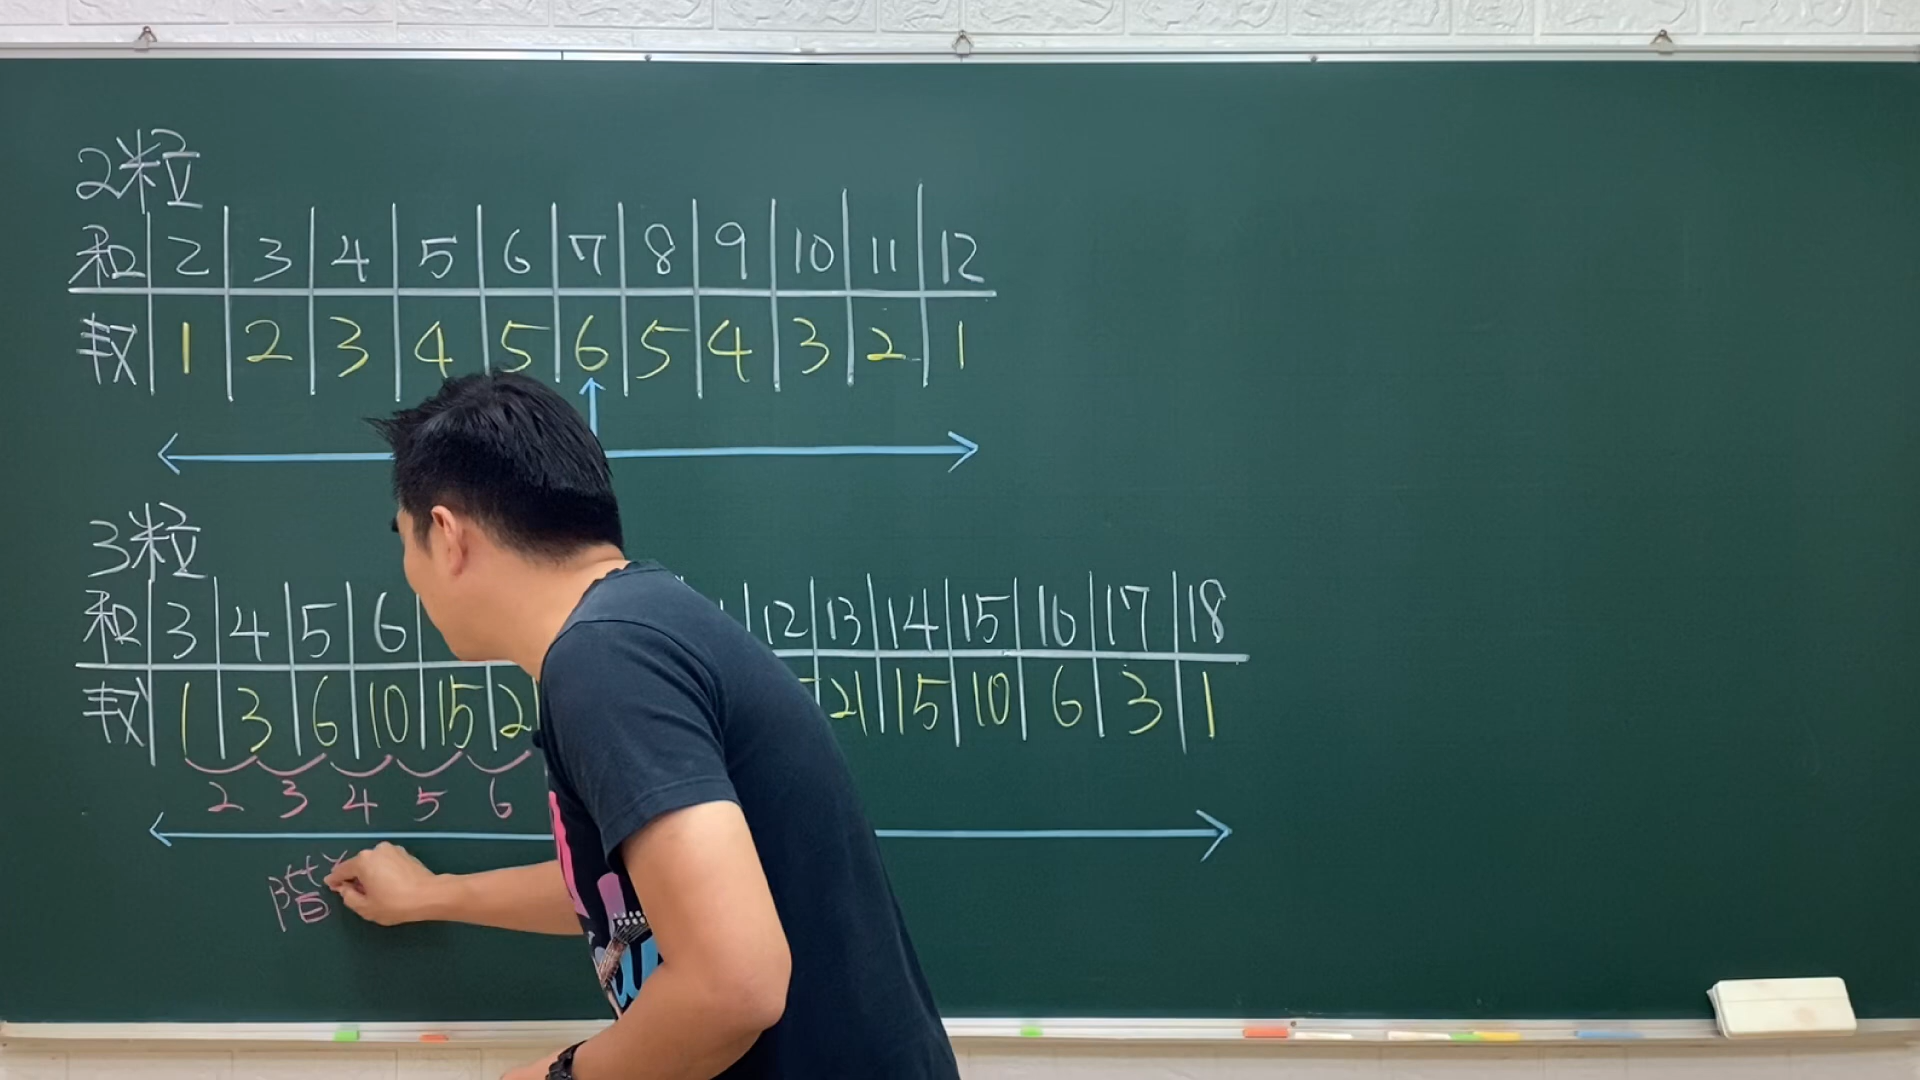 2粒
和 2 3 4 5 6 7 8 9 10 11 12
数 1 2 3 4 5 6 5 4 3 2 1
3粒
和 3 4 5 6 12 13 14 15 16 17 18
数 1 3 6 10 15 21 15 10 6 3 1
2 3 4 5 6
階